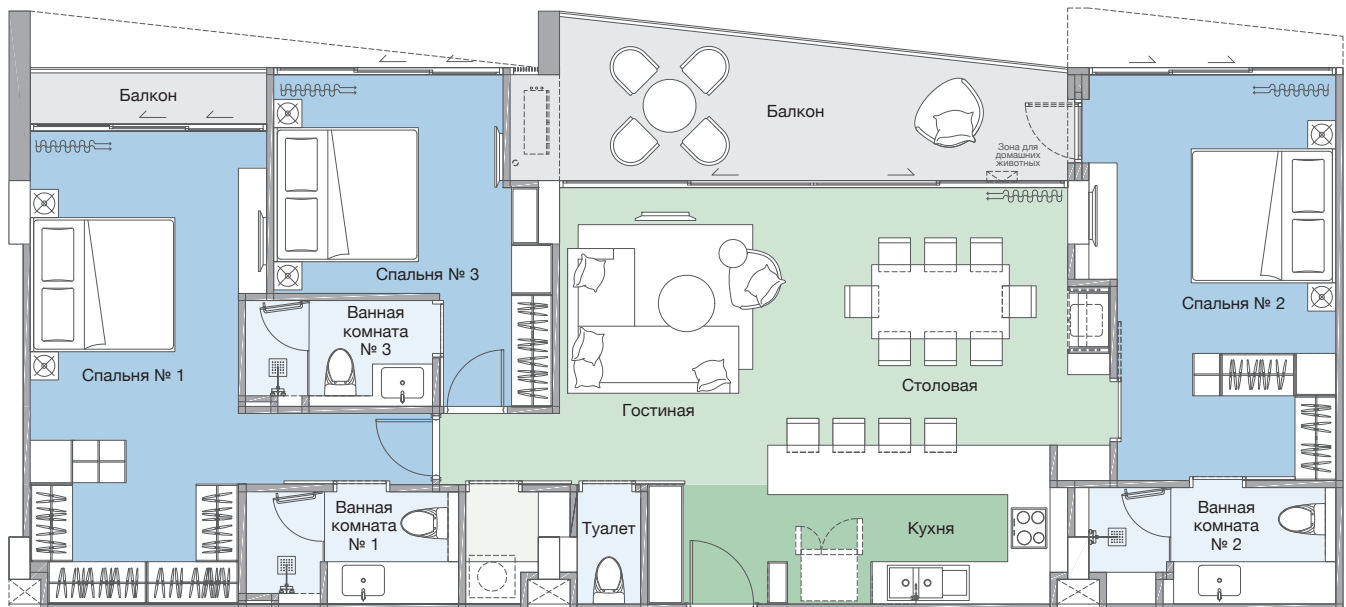 Балкон
Балкон
Зона для
домашних
животных
Спальня № 3
Спальня № 2
Ванная
комната
№ 3
Спальня № 1
Столовая
Гостиная
Ванная
комната
№ 1
Туалет
Кухня
Ванная
комната
№ 2